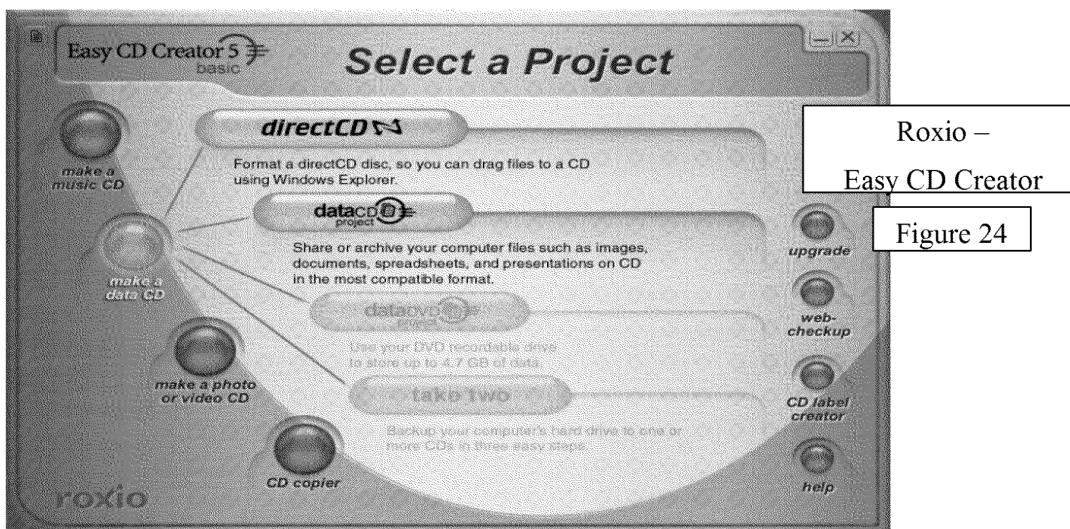 Easy CD Creator 5
basic
Select a Project
make a
music CD
directCD
Format a directCD disc, so you can drag files to a CD
using Windows Explorer.
Roxio –
Easy CD Creator
Figure 24
make a
data CD
dataCD
project
Share or archive your computer files such as images,
documents, spreadsheets, and presentations on CD
in the most compatible format.
dataDVD
project
Use your DVD recordable drive
to store up to 4.7 GB of data.
make a photo
or video CD
take two
Backup your computer's hard drive to one or
more CDs in three easy steps.
CD copier
upgrade
web-
checkup
CD label
creator
help
roxio